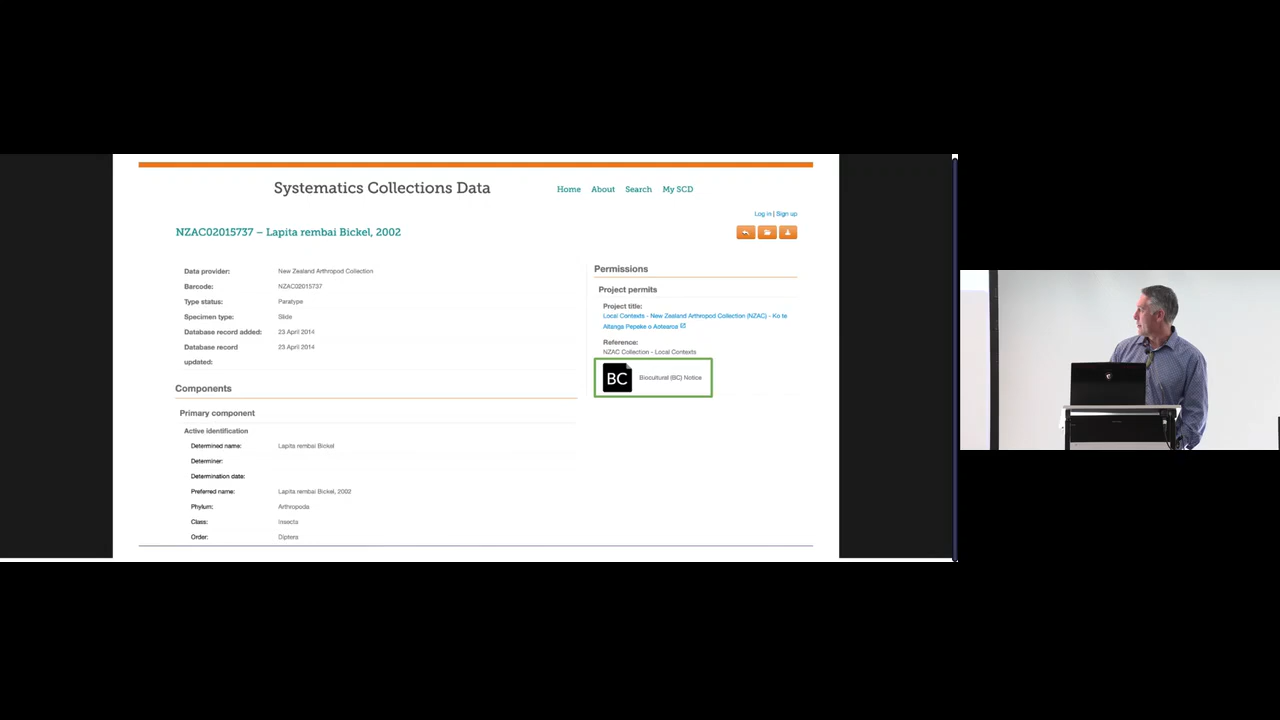 Systematics Collections Data
Home About Search My SCD
Log in | Sign up
NZAC02015737 – Lapita rembai Bickel, 2002
Data provider: New Zealand Arthropod Collection
Barcode: NZAC02015737
Type status: Paratype
Specimen type: Slide
Database record added: 23 April 2014
Database record updated: 23 April 2014
Components
Primary component
Active identification
Determined name: Lapita rembai Bickel
Determiner:
Determination date:
Preferred name: Lapita rembai Bickel, 2002
Phylum: Arthropoda
Class: Insecta
Order: Diptera
Permissions
Project permits
Project title:
Local Contexts - New Zealand Arthropod Collection (NZAC) - Ko te
Aitanga Pepeke o Aotearoa
Reference:
NZAC Collection - Local Contexts
BC Biocultural (BC) Notice